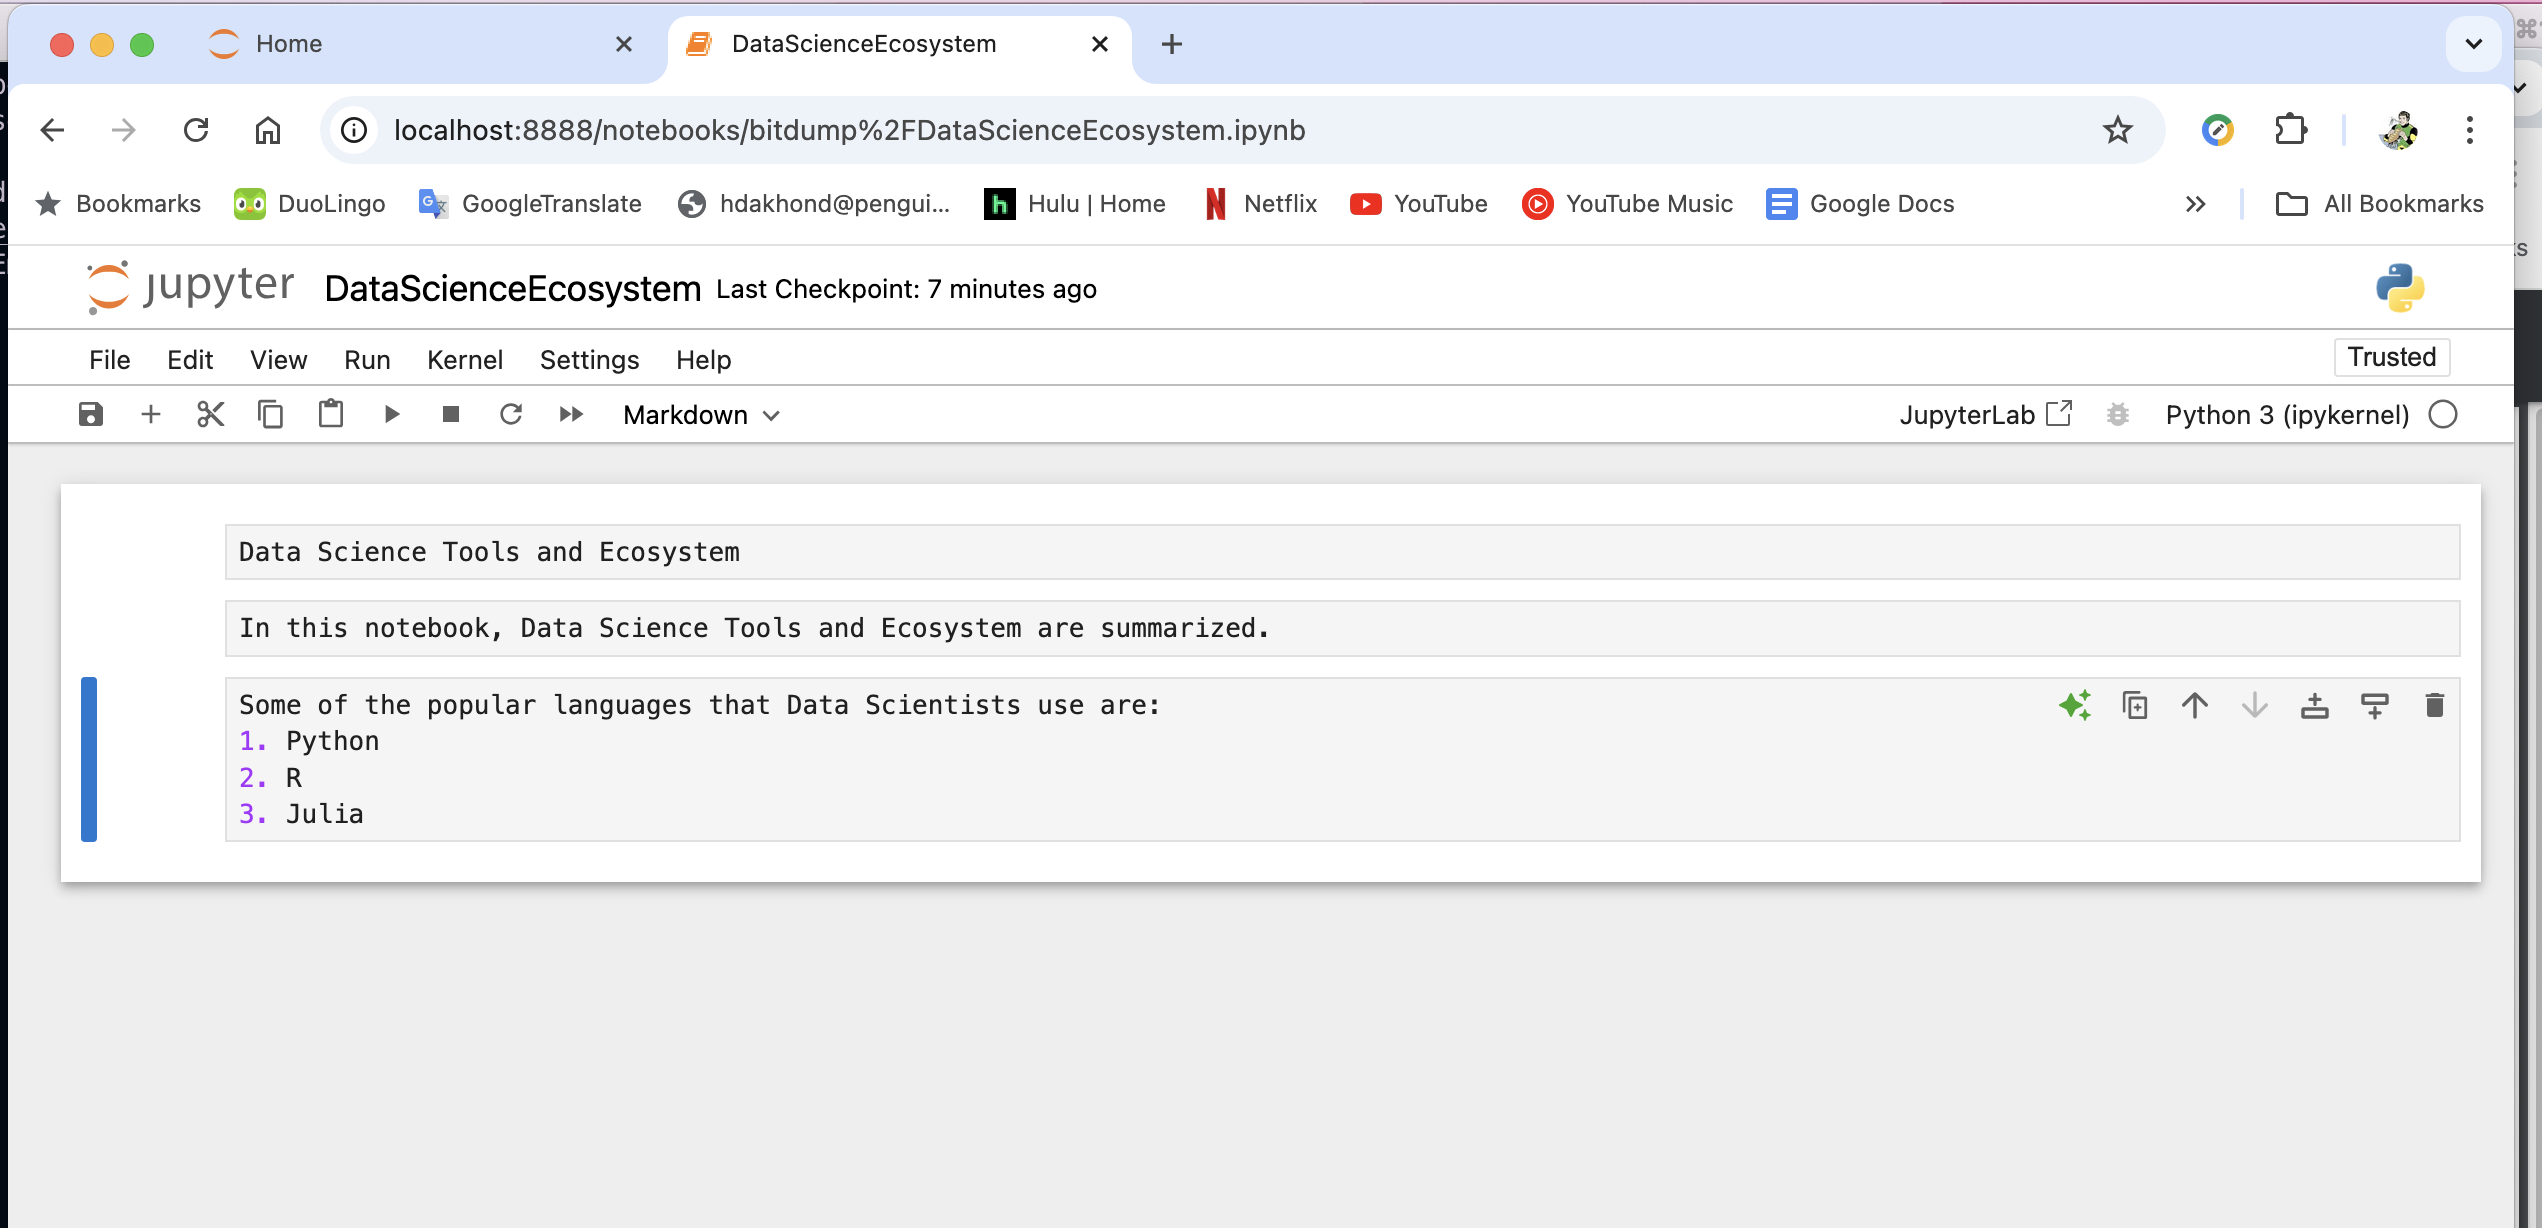 Home
DataScienceEcosystem
localhost:8888/notebooks/bitdump%2FDataScienceEcosystem.ipynb
Bookmarks DuoLingo GoogleTranslate hdakhond@pengui... Hulu | Home Netflix YouTube YouTube Music Google Docs All Bookmarks
jupyter DataScienceEcosystem Last Checkpoint: 7 minutes ago
File Edit View Run Kernel Settings Help Trusted
Markdown JupyterLab Python 3 (ipykernel)
Data Science Tools and Ecosystem
In this notebook, Data Science Tools and Ecosystem are summarized.
Some of the popular languages that Data Scientists use are:
1. Python
2. R
3. Julia